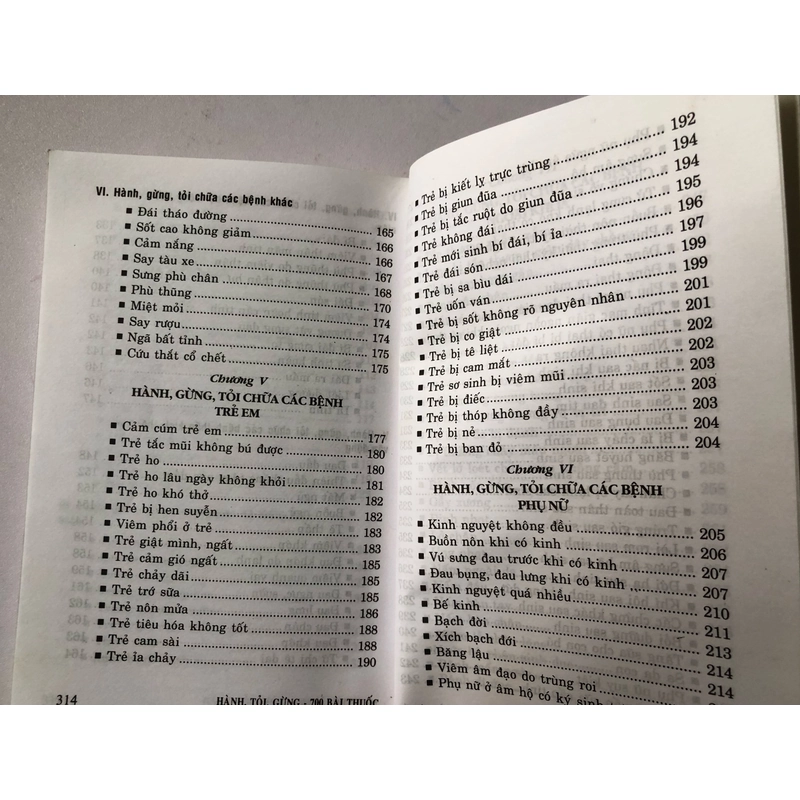 VI. Hành, gừng, tỏi chữa các bệnh khác
▪ Đái tháo đường 165
▪ Sốt cao không giảm 166
▪ Cảm nắng 166
▪ Say tàu xe 167
▪ Sưng phù chân 168
▪ Phù thũng 170
▪ Miệt mỏi 174
▪ Say rượu 174
▪ Ngã bất tỉnh 175
▪ Cứu thắt cổ chết 175
Chương V
HÀNH, GỪNG, TỎI CHỮA CÁC BỆNH
TRẺ EM
▪ Cảm cúm trẻ em 177
▪ Trẻ tắc mũi không bú được 180
▪ Trẻ ho 180
▪ Trẻ ho lâu ngày không khỏi 181
▪ Trẻ ho khó thở 182
▪ Trẻ bị hen suyễn 182
▪ Viêm phổi ở trẻ 183
▪ Trẻ giật mình, ngất 183
▪ Trẻ cảm gió ngất 185
▪ Trẻ chảy dãi 185
▪ Trẻ trớ sữa 185
▪ Trẻ nôn mửa 186
▪ Trẻ tiêu hóa không tốt 188
▪ Trẻ cam sài 188
▪ Trẻ ỉa chảy 190
314 HÀNH, TỎI, GỪNG - 700 BÀI THUỐC
▪ Trẻ bị kiết lỵ trực trùng 192
▪ Trẻ bị giun đũa 194
▪ Trẻ bị tắc ruột do giun đũa 194
▪ Trẻ không đái 195
▪ Trẻ mới sinh bí đái, bí ỉa 196
▪ Trẻ đái són 197
▪ Trẻ bị sa bìu dái 199
▪ Trẻ uốn ván 199
▪ Trẻ bị sốt không rõ nguyên nhân 201
▪ Trẻ bị co giật 201
▪ Trẻ bị tê liệt 202
▪ Trẻ bị cam mắt 202
▪ Trẻ sơ sinh bị viêm mũi 203
▪ Trẻ bị điếc 203
▪ Trẻ bị thóp không đầy 203
▪ Trẻ bị nẻ 204
▪ Trẻ bị ban đỏ 204
Chương VI
HÀNH, GỪNG, TỎI CHỮA CÁC BỆNH
PHỤ NỮ
▪ Kinh nguyệt không đều 205
▪ Buồn nôn khi có kinh 206
▪ Vú sưng đau trước khi có kinh 207
▪ Đau bụng, đau lưng khi có kinh 207
▪ Kinh nguyệt quá nhiều 210
▪ Bế kinh 211
▪ Bạch đời 213
▪ Xích bạch đới 214
▪ Băng lậu 214
▪ Viêm âm đạo do trùng roi
▪ Phụ nữ ở âm hộ có ký sinh